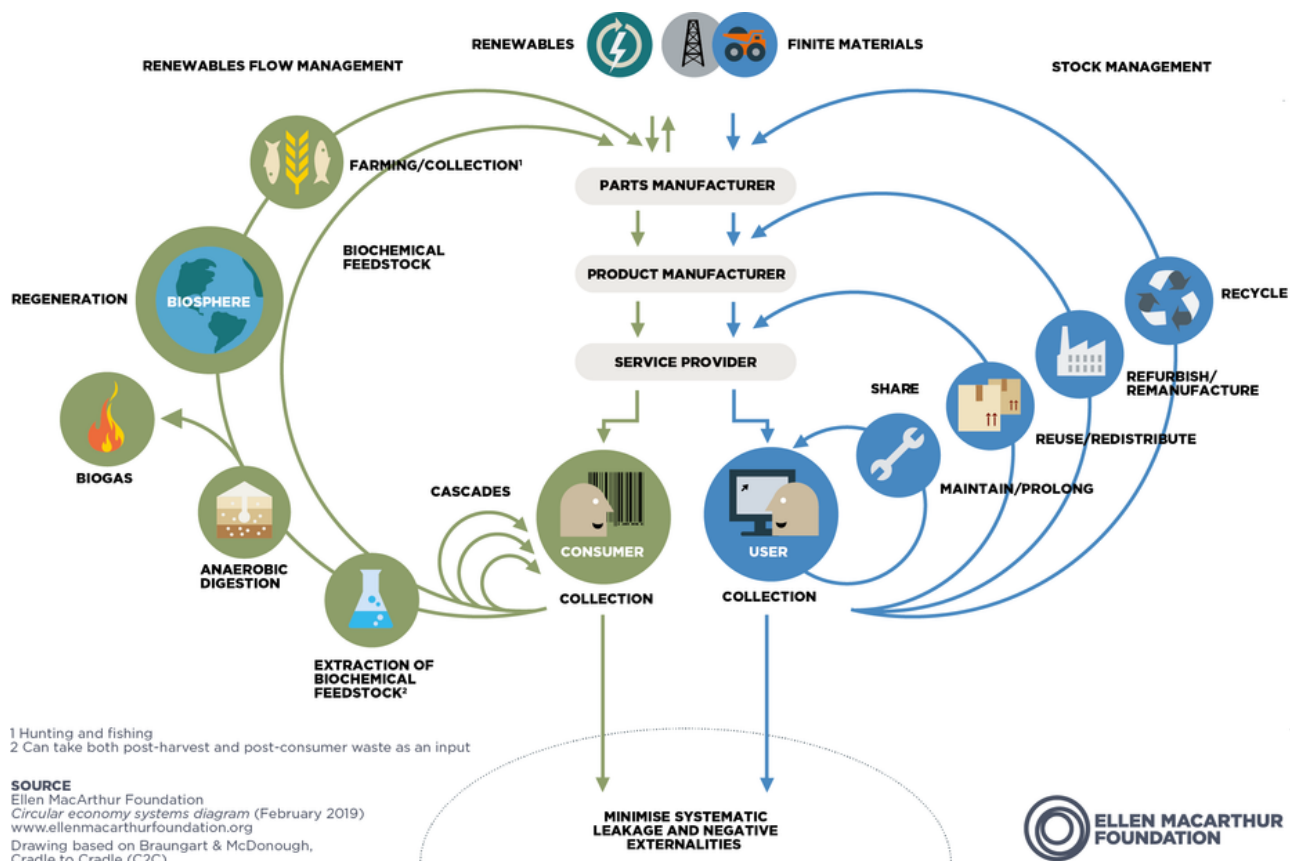 RENEWABLES
FINITE MATERIALS
RENEWABLES FLOW MANAGEMENT
STOCK MANAGEMENT
FARMING/COLLECTION¹
PARTS MANUFACTURER
BIOCHEMICAL
FEEDSTOCK
PRODUCT MANUFACTURER
REGENERATION
BIOSPHERE
RECYCLE
SERVICE PROVIDER
SHARE
REFURBISH/
REMANUFACTURE
REUSE/REDISTRIBUTE
BIOGAS
CASCADES
MAINTAIN/PROLONG
CONSUMER
USER
ANAEROBIC
DIGESTION
COLLECTION
COLLECTION
EXTRACTION OF
BIOCHEMICAL
FEEDSTOCK²
1 Hunting and fishing
2 Can take both post-harvest and post-consumer waste as an input
SOURCE
Ellen MacArthur Foundation
Circular economy systems diagram (February 2019)
www.ellenmacarthurfoundation.org
Drawing based on Braungart & McDonough,
Cradle to Cradle (C2C)
MINIMISE SYSTEMATIC
LEAKAGE AND NEGATIVE
EXTERNALITIES
ELLEN MACARTHUR
FOUNDATION